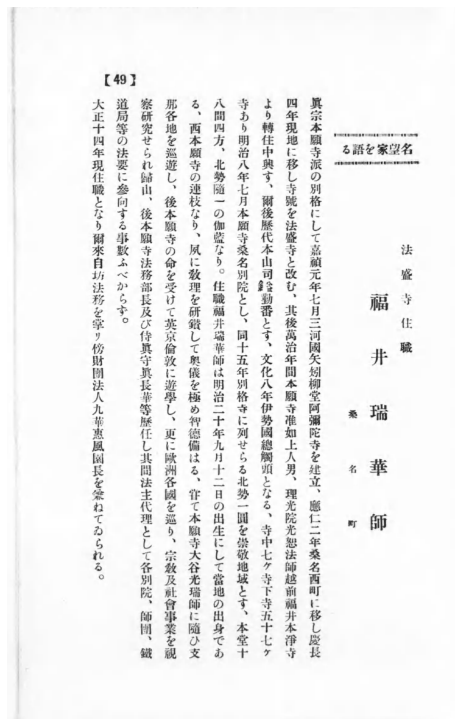 名望家を語る
法盛寺住職
福井瑞華師
桑名町
眞宗本願寺派の別格にして嘉禎元年七月三河國矢矧柳堂阿彌陀寺を建立、應仁二年桑名西町に移し慶長
四年現地に移し寺號を法盛寺と改む、其後萬治年間本願寺准如上人男、理光院光恕法師越前福井本淨寺
より轉住中興す、爾後歷代本山司鑰勤番とす、文化八年伊勢國總觸頭となる、寺中七ケ寺下寺五十七ケ
寺あり明治八年七月本願寺桑名別院とし、同十五年別格寺に列せらる北勢一圓を崇敬地域とす、本堂十
八間四方、北勢隨一の伽藍なり。住職福井瑞華師は明治二十年九月十二日の出生にして當地の出身であ
る、西本願寺の連枝なり、夙に敎理を硏鑽して奧儀を極め智德備はる、甞て本願寺大谷光瑞師に隨ひ支
那各地を巡遊し、後本願寺の命を受けて英京倫敦に遊學し、更に歐洲各國を巡り、宗敎及社會事業を視
察硏究せられ歸山、後本願寺法務部長及び侍眞守眞長華等歷任し其間法主代理として各別院、師團、鐵
道局等の法要に參向する事數ふべからず。
大正十四年現住職となり爾來自坊法務を掌り傍財團法人九華惠風園長を兼ねてゐられる。
【49】